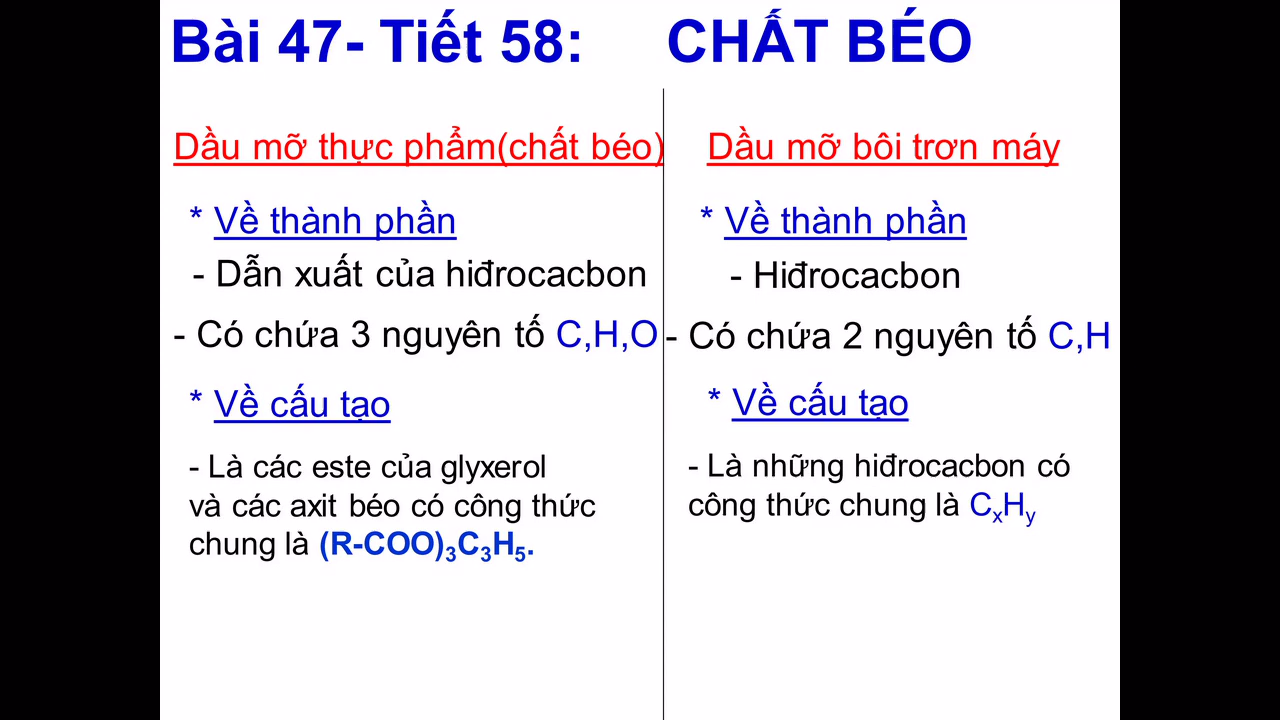 Bài 47- Tiết 58: CHẤT BÉO
Dầu mỡ thực phẩm(chất béo)
* Về thành phần
- Dẫn xuất của hiđrocacbon
- Có chứa 3 nguyên tố C,H,O
* Về cấu tạo
- Là các este của glyxerol
và các axit béo có công thức
chung là (R-COO)₃C₃H₅.
Dầu mỡ bôi trơn máy
* Về thành phần
- Hiđrocacbon
- Có chứa 2 nguyên tố C,H
* Về cấu tạo
- Là những hiđrocacbon có
công thức chung là CₓHᵧ